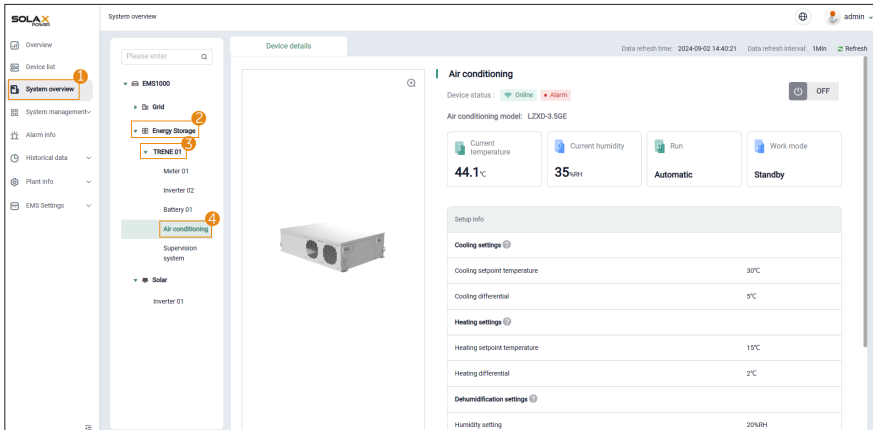 SOLAX
POWER
System overview
admin
Overview
Device list
1
System overview
System management
Alarm info
Historical data
Plant info
EMS Settings
Please enter
EMS1000
Grid
2
Energy Storage
3
TRENE 01
Meter 01
Inverter 02
Battery 01
4
Air conditioning
Supervision
system
Solar
Inverter 01
Device details
Data refresh time: 2024-09-02 14:40:21 Data refresh interval: 1Min Refresh
Air conditioning
Device status : Online Alarm
OFF
Air conditioning model: LZXD-3.5GE
Current
temperature
44.1℃
Current humidity
35%RH
Run
Automatic
Work mode
Standby
Setup info
Cooling settings ?
Cooling setpoint temperature 30℃
Cooling differential 5℃
Heating settings ?
Heating setpoint temperature 15℃
Heating differential 2℃
Dehumidification settings ?
Humidity setting 20%RH